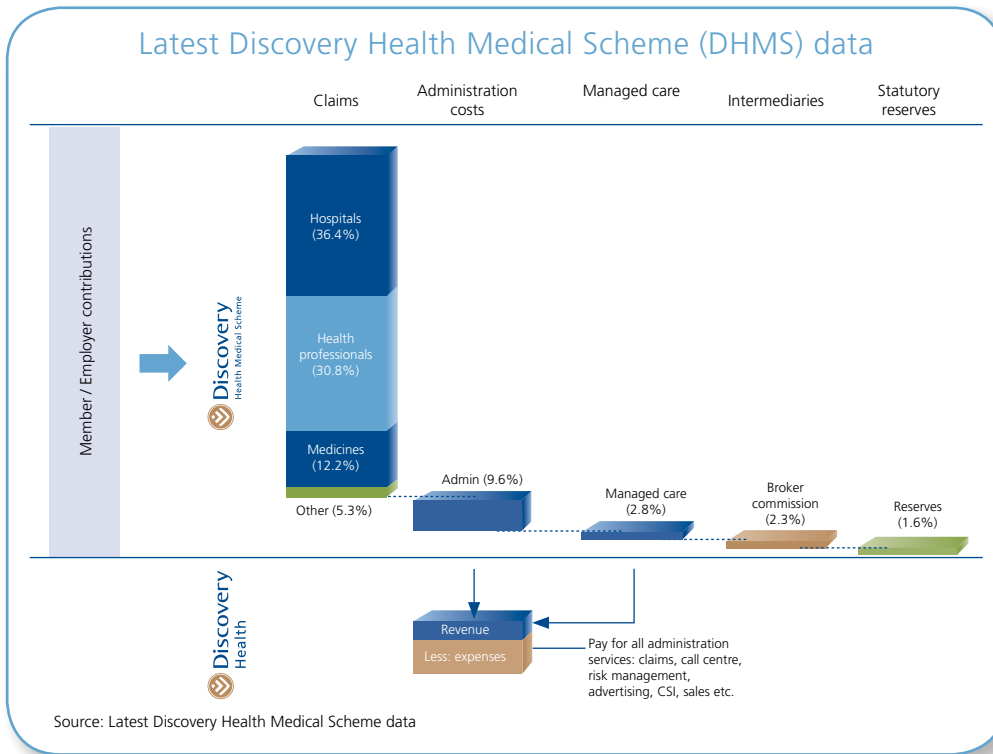 Latest Discovery Health Medical Scheme (DHMS) data
Claims
Administration
costs
Managed care
Intermediaries
Statutory
reserves
Member / Employer contributions
Discovery
Health Medical Scheme
Hospitals
(36.4%)
Health
professionals
(30.8%)
Medicines
(12.2%)
Other (5.3%)
Admin (9.6%)
Managed care
(2.8%)
Broker
commission
(2.3%)
Reserves
(1.6%)
Discovery
Health
Revenue
Less: expenses
Pay for all administration
services: claims, call centre,
risk management,
advertising, CSI, sales etc.
Source: Latest Discovery Health Medical Scheme data